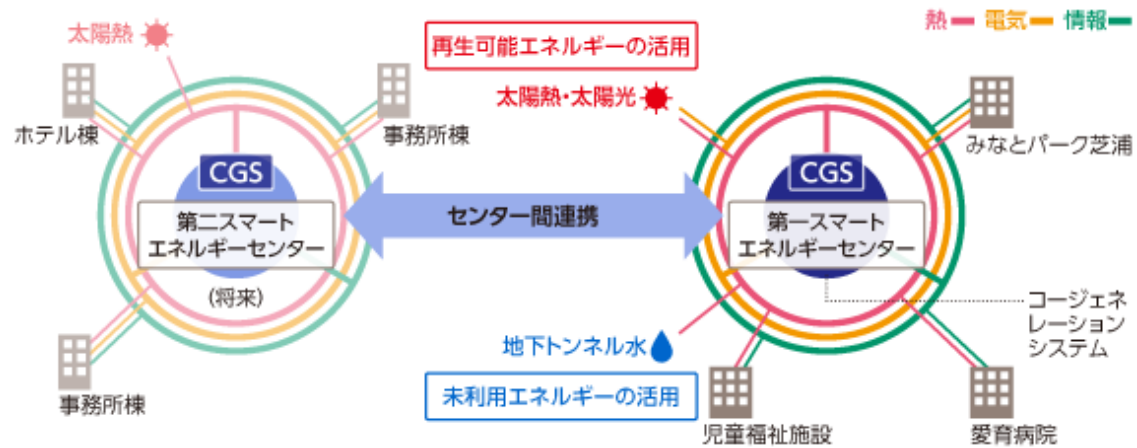 熱 電気 情報
太陽熱
再生可能エネルギーの活用
太陽熱・太陽光
ホテル棟
事務所棟
みなとパーク芝浦
CGS
CGS
第二スマート
エネルギーセンター
(将来)
センター間連携
第一スマート
エネルギーセンター
コージェネ
レーション
システム
地下トンネル水
未利用エネルギーの活用
事務所棟
児童福祉施設
愛育病院